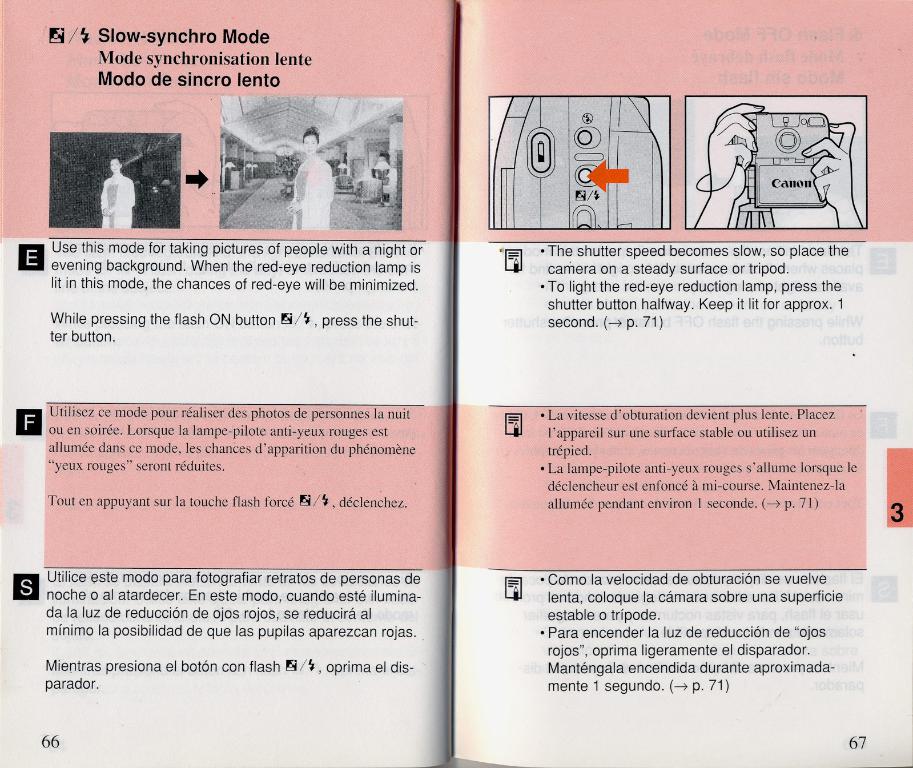 Slow-synchro Mode
Mode synchronisation lente
Modo de sincro lento
E
Use this mode for taking pictures of people with a night or
evening background. When the red-eye reduction lamp is
lit in this mode, the chances of red-eye will be minimized.
While pressing the flash ON button /, press the shut-
ter button.
F
Utilisez ce mode pour réaliser des photos de personnes la nuit
ou en soirée. Lorsque la lampe-pilote anti-yeux rouges est
allumée dans ce mode, les chances d'apparition du phénomène
“yeux rouges” seront réduites.
Tout en appuyant sur la touche flash forcé /, déclenchez.
S
Utilice este modo para fotografiar retratos de personas de
noche o al atardecer. En este modo, cuando esté ilumina-
da la luz de reducción de ojos rojos, se reducirá al
mínimo la posibilidad de que las pupilas aparezcan rojas.
Mientras presiona el botón con flash /, oprima el dis-
parador.
66
Canon
• The shutter speed becomes slow, so place the
camera on a steady surface or tripod.
• To light the red-eye reduction lamp, press the
shutter button halfway. Keep it lit for approx. 1
second. (→ p. 71)
• La vitesse d'obturation devient plus lente. Placez
l'appareil sur une surface stable ou utilisez un
trépied.
• La lampe-pilote anti-yeux rouges s'allume lorsque le
déclencheur est enfoncé à mi-course. Maintenez-la
allumée pendant environ 1 seconde. (→ p. 71)
3
• Como la velocidad de obturación se vuelve
lenta, coloque la cámara sobre una superficie
estable o trípode.
• Para encender la luz de reducción de “ojos
rojos”, oprima ligeramente el disparador.
Manténgala encendida durante aproximada-
mente 1 segundo. (→ p. 71)
67